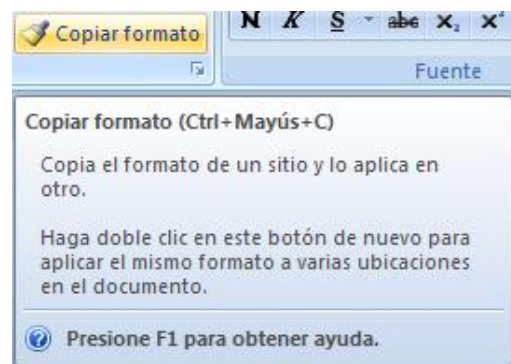 Copiar formato
N K S abc x₂ x²
Fuente
Copiar formato (Ctrl+Mayús+C)
Copia el formato de un sitio y lo aplica en
otro.
Haga doble clic en este botón de nuevo para
aplicar el mismo formato a varias ubicaciones
en el documento.
Presione F1 para obtener ayuda.